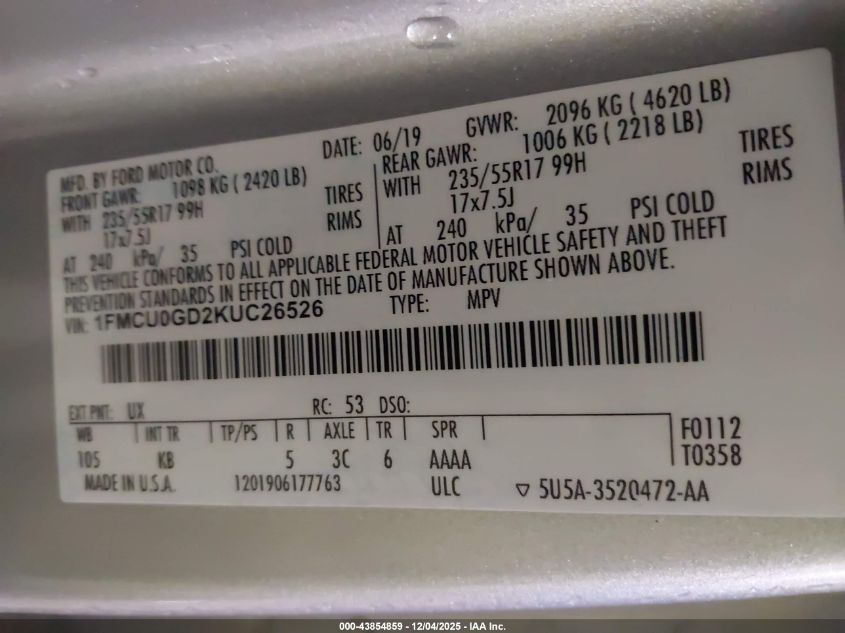 MFD. BY FORD MOTOR CO.
DATE: 06/19 GVWR: 2096 KG ( 4620 LB)
FRONT GAWR: 1098 KG ( 2420 LB)
REAR GAWR: 1006 KG ( 2218 LB)
WITH 235/55R17 99H TIRES
WITH 235/55R17 99H TIRES
17x7.5J RIMS
17x7.5J RIMS
AT 240 kPa/ 35 PSI COLD
AT 240 kPa/ 35 PSI COLD
THIS VEHICLE CONFORMS TO ALL APPLICABLE FEDERAL MOTOR VEHICLE SAFETY AND THEFT
PREVENTION STANDARDS IN EFFECT ON THE DATE OF MANUFACTURE SHOWN ABOVE.
VIN: 1FMCU0GD2KUC26526 TYPE: MPV
EXT PNT: UX RC: 53 DSO:
WB INT TR TP/PS R AXLE TR SPR F0112
105 KB 5 3C 6 AAAA T0358
MADE IN U.S.A. 1201906177763 ULC ▽ 5U5A-3520472-AA
000-43854859 - 12/04/2025 - IAA Inc.